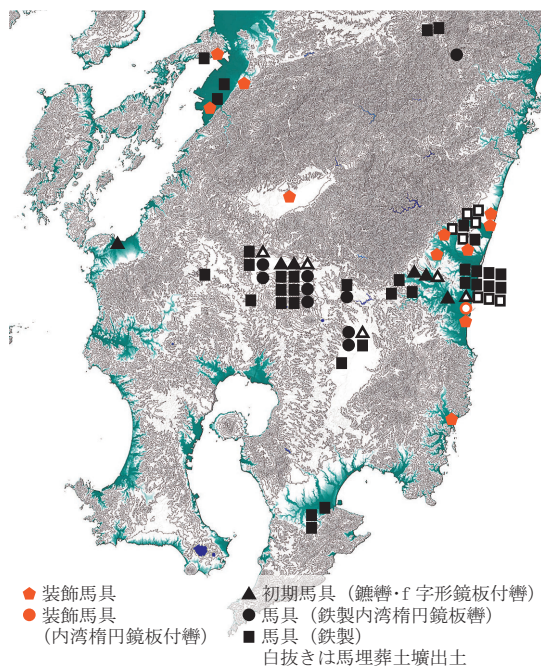 装飾馬具
装飾馬具
(内湾楕円鏡板付轡)
初期馬具(鑣轡・f 字形鏡板付轡)
馬具(鉄製内湾楕円鏡板轡)
馬具(鉄製)
白抜きは馬埋葬土壙出土